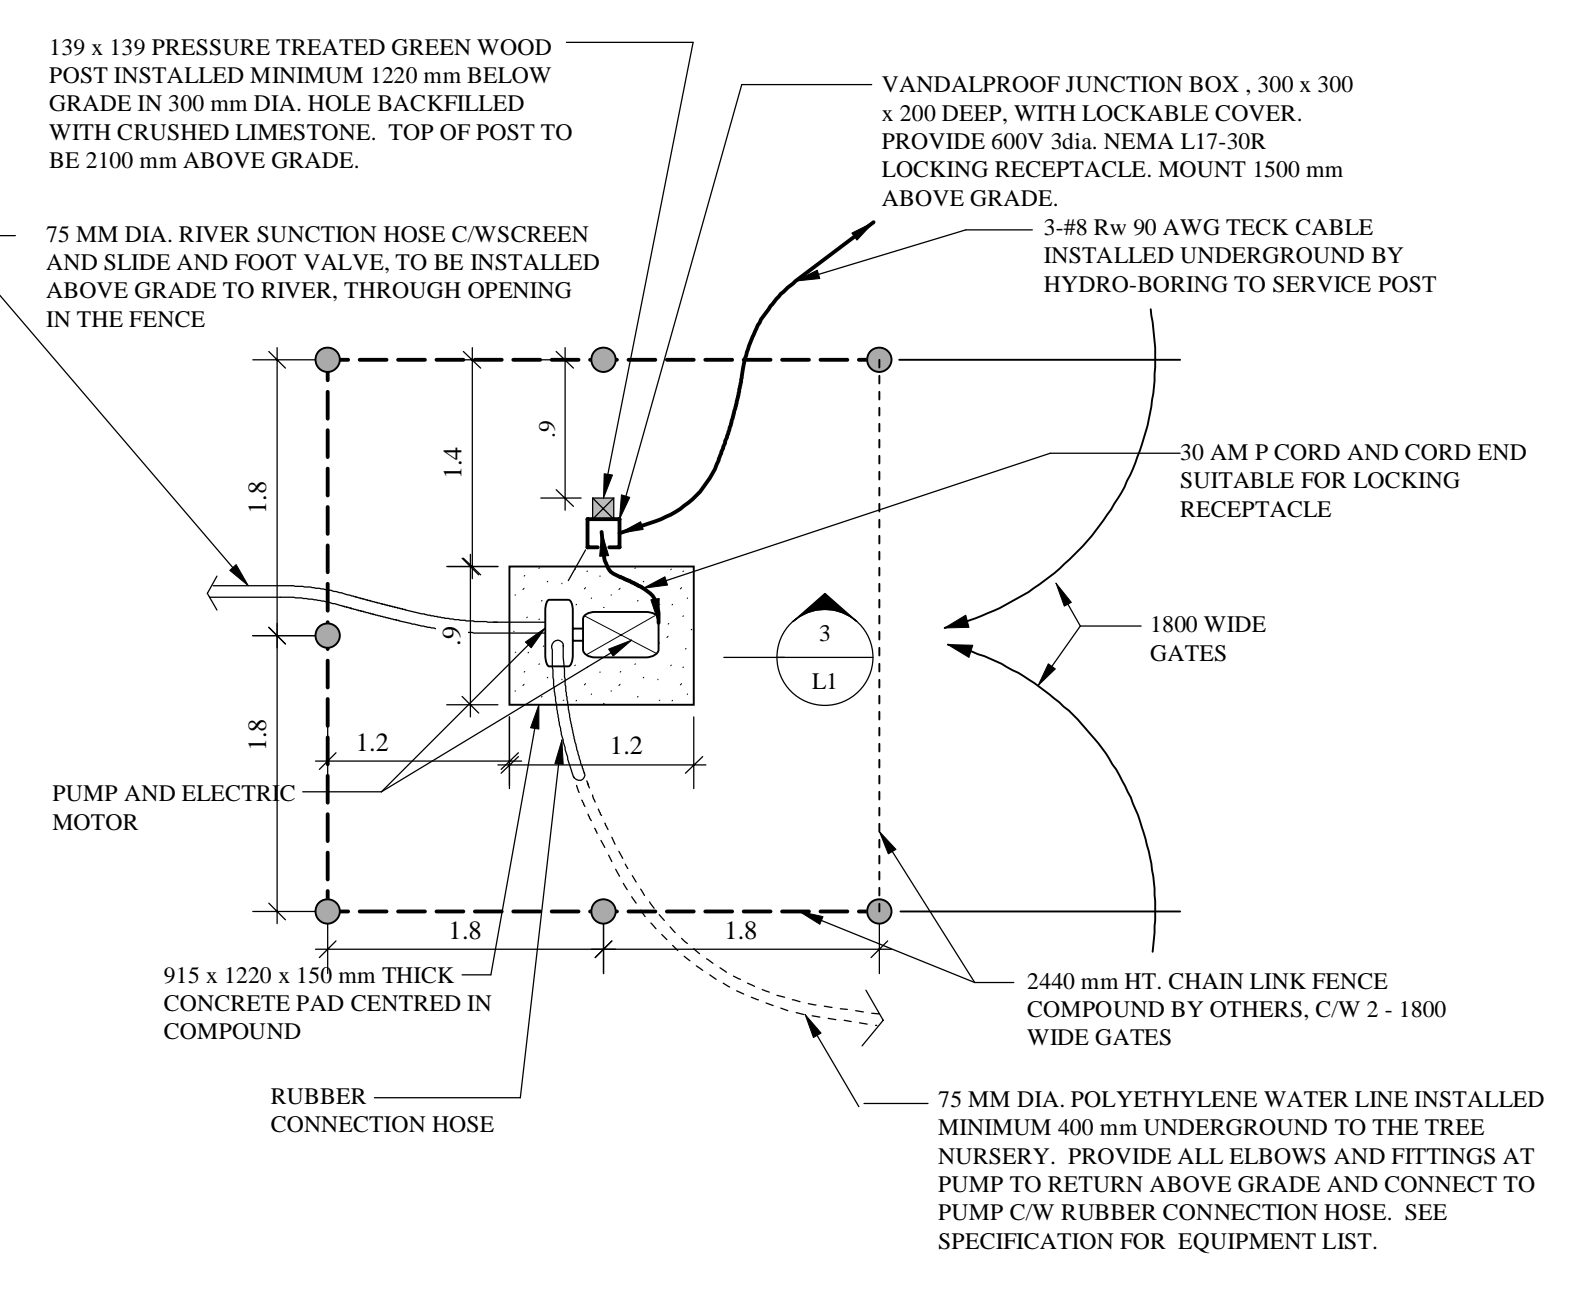 139 x 139 PRESSURE TREATED GREEN WOOD
POST INSTALLED MINIMUM 1220 mm BELOW
GRADE IN 300 mm DIA. HOLE BACKFILLED
WITH CRUSHED LIMESTONE. TOP OF POST TO
BE 2100 mm ABOVE GRADE.
VANDALPROOF JUNCTION BOX , 300 x 300
x 200 DEEP, WITH LOCKABLE COVER.
PROVIDE 600V 3dia. NEMA L17-30R
LOCKING RECEPTACLE. MOUNT 1500 mm
ABOVE GRADE.
75 MM DIA. RIVER SUNCTION HOSE C/WSCREEN
AND SLIDE AND FOOT VALVE, TO BE INSTALLED
ABOVE GRADE TO RIVER, THROUGH OPENING
IN THE FENCE
3-#8 Rw 90 AWG TECK CABLE
INSTALLED UNDERGROUND BY
HYDRO-BORING TO SERVICE POST
.9
1.4
1.8
30 AM P CORD AND CORD END
SUITABLE FOR LOCKING
RECEPTACLE
.9
3
L1
1800 WIDE
GATES
1.8
1.2
1.2
PUMP AND ELECTRIC
MOTOR
1.8
1.8
915 x 1220 x 150 mm THICK
CONCRETE PAD CENTRED IN
COMPOUND
2440 mm HT. CHAIN LINK FENCE
COMPOUND BY OTHERS, C/W 2 - 1800
WIDE GATES
RUBBER
CONNECTION HOSE
75 MM DIA. POLYETHYLENE WATER LINE INSTALLED
MINIMUM 400 mm UNDERGROUND TO THE TREE
NURSERY. PROVIDE ALL ELBOWS AND FITTINGS AT
PUMP TO RETURN ABOVE GRADE AND CONNECT TO
PUMP C/W RUBBER CONNECTION HOSE. SEE
SPECIFICATION FOR EQUIPMENT LIST.